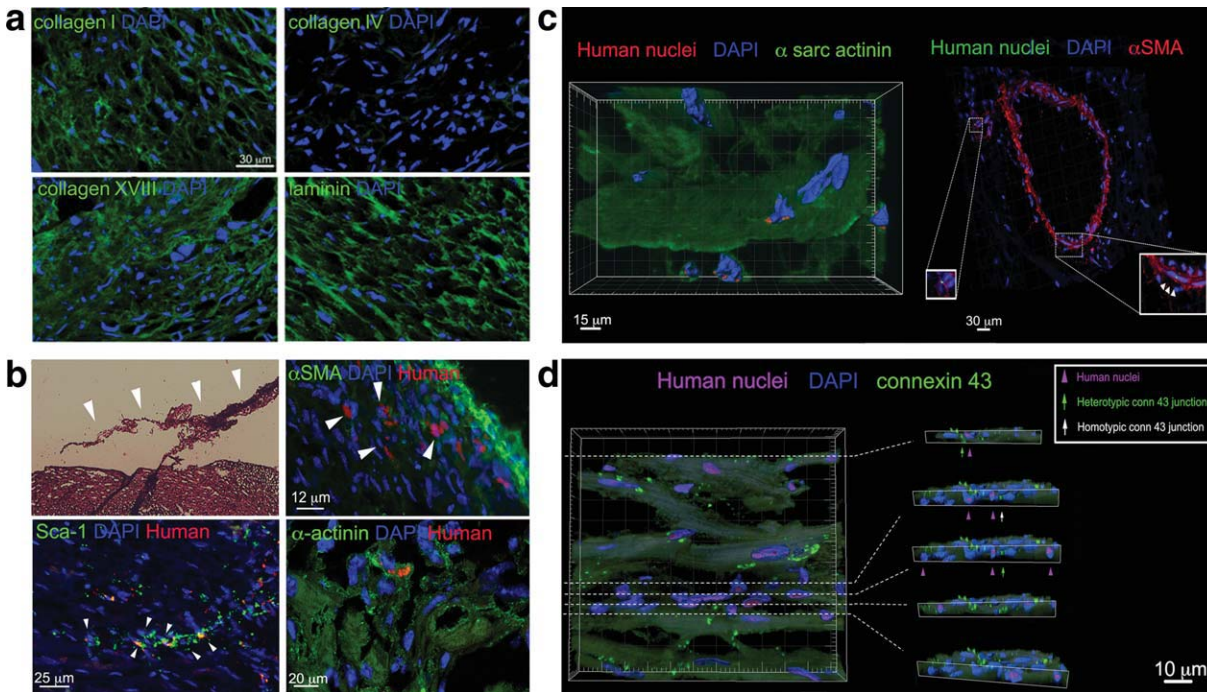 a
collagen I DAPI
collagen IV DAPI
30 μm
collagen XVIII DAPI
laminin DAPI
b
αSMA DAPI Human
12 μm
Sca-1 DAPI Human
α-actinin DAPI Human
25 μm
20 μm
c
Human nuclei DAPI α sarc actinin
Human nuclei DAPI αSMA
15 μm
30 μm
d
Human nuclei DAPI connexin 43
Human nuclei
Heterotypic conn 43 junction
Homotypic conn 43 junction
10 μm